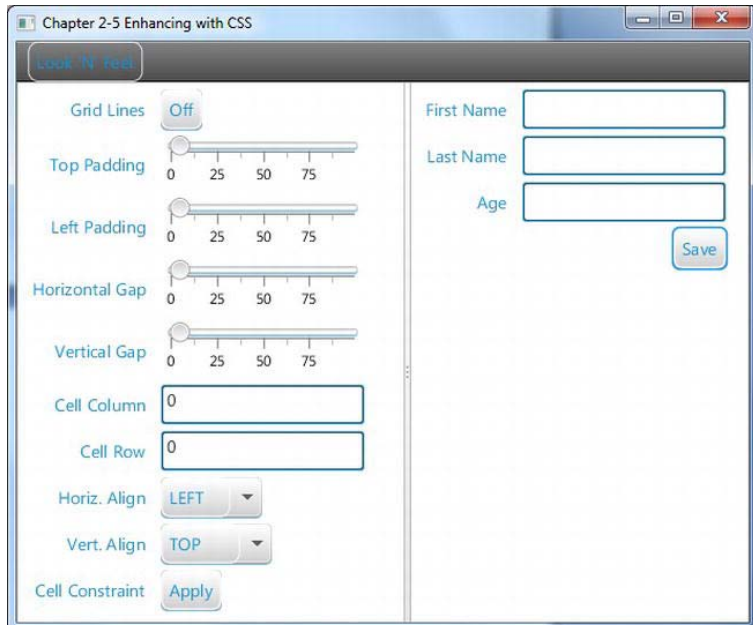 Chapter 2-5 Enhancing with CSS
Look 'N' Feel
Grid Lines Off
Top Padding
0 25 50 75
Left Padding
0 25 50 75
Horizontal Gap
0 25 50 75
Vertical Gap
0 25 50 75
Cell Column 0
Cell Row 0
Horiz. Align LEFT
Vert. Align TOP
Cell Constraint Apply
First Name
Last Name
Age
Save